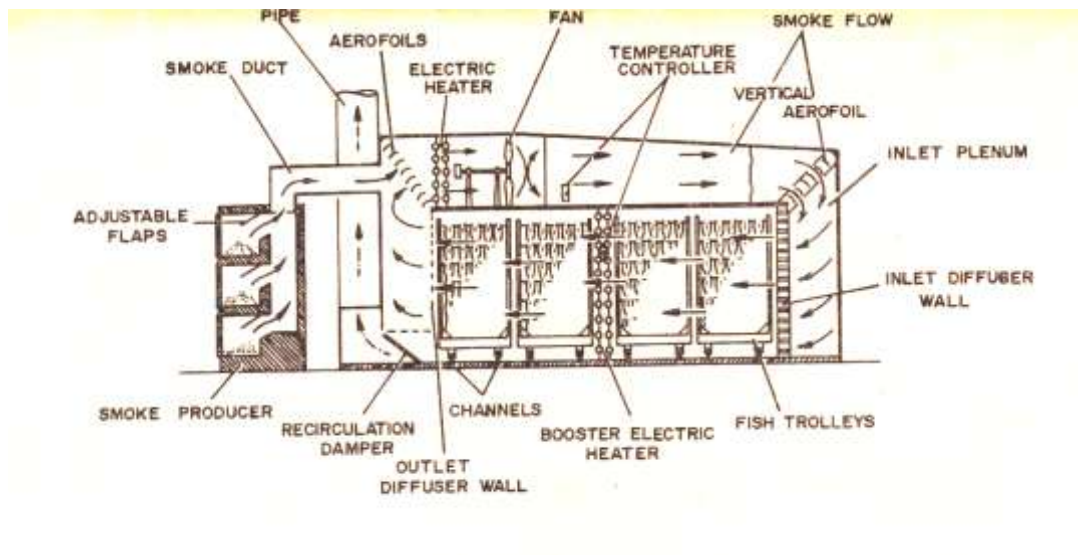 PIPE
FAN
SMOKE FLOW
AEROFOILS
TEMPERATURE
CONTROLLER
SMOKE DUCT
ELECTRIC
HEATER
VERTICAL
AEROFOIL
INLET PLENUM
ADJUSTABLE
FLAPS
INLET DIFFUSER
WALL
SMOKE PRODUCER
CHANNELS
RECIRCULATION
DAMPER
BOOSTER ELECTRIC
HEATER
FISH TROLLEYS
OUTLET
DIFFUSER WALL